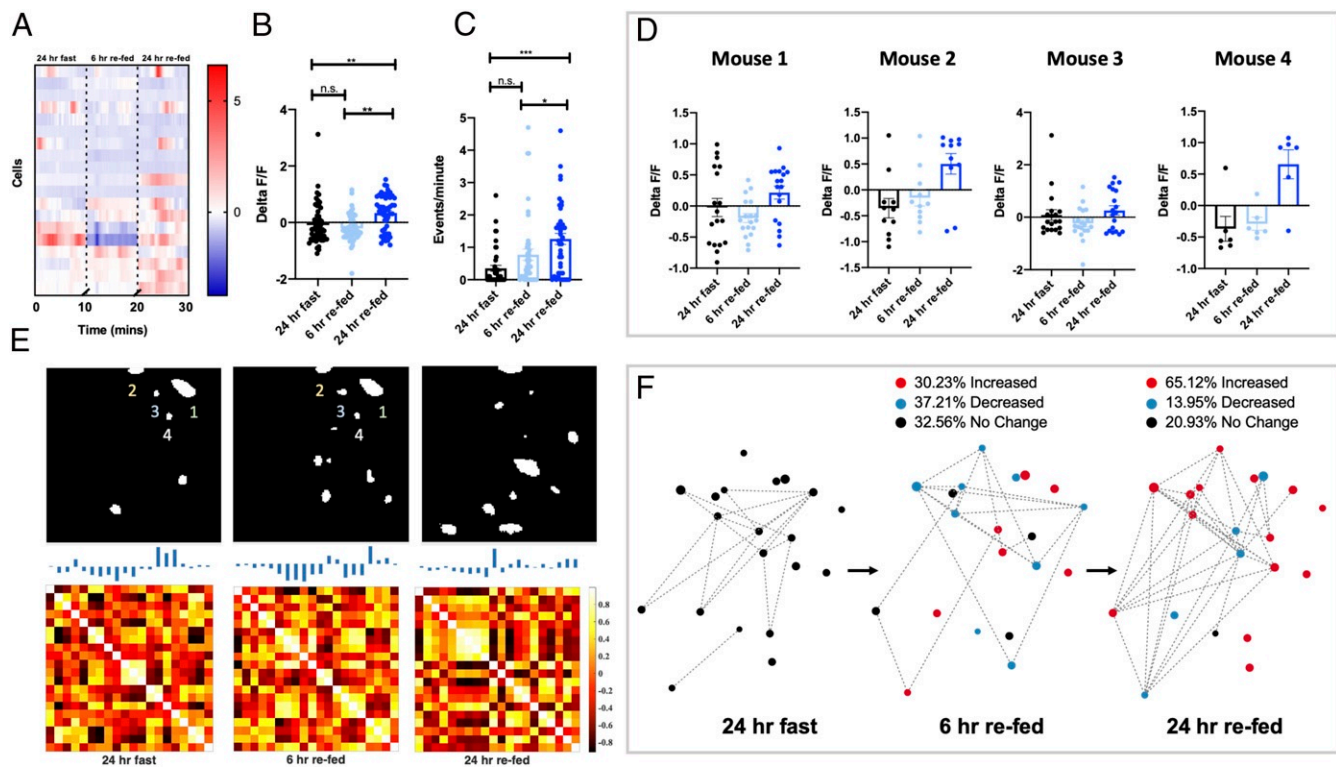 A
24 hr fast 6 hr re-fed 24 hr re-fed
Cells
5
0
0 10 20 30
Time (mins)
B
**
n.s.
**
Delta F/F
4
2
0
-2
24 hr fast
6 hr re-fed
24 hr re-fed
C
***
n.s.
*
Events/minute
5
4
3
2
1
0
24 hr fast
6 hr re-fed
24 hr re-fed
D
Mouse 1
Delta F/F
1.5
1.0
0.5
0.0
-0.5
-1.0
24 hr fast
6 hr re-fed
24 hr re-fed
Mouse 2
Delta F/F
1.5
1.0
0.5
0.0
-0.5
-1.0
-1.5
24 hr fast
6 hr re-fed
24 hr re-fed
Mouse 3
Delta F/F
4
2
0
-2
24 hr fast
6 hr re-fed
24 hr re-fed
Mouse 4
Delta F/F
1.5
1.0
0.5
0.0
-0.5
-1.0
24 hr fast
6 hr re-fed
24 hr re-fed
E
2
3 1
4
2
3 1
4
0.8
0.6
0.4
0.2
0
-0.2
-0.4
-0.6
-0.8
24 hr fast
6 hr re-fed
24 hr re-fed
F
30.23% Increased
37.21% Decreased
32.56% No Change
65.12% Increased
13.95% Decreased
20.93% No Change
24 hr fast
6 hr re-fed
24 hr re-fed